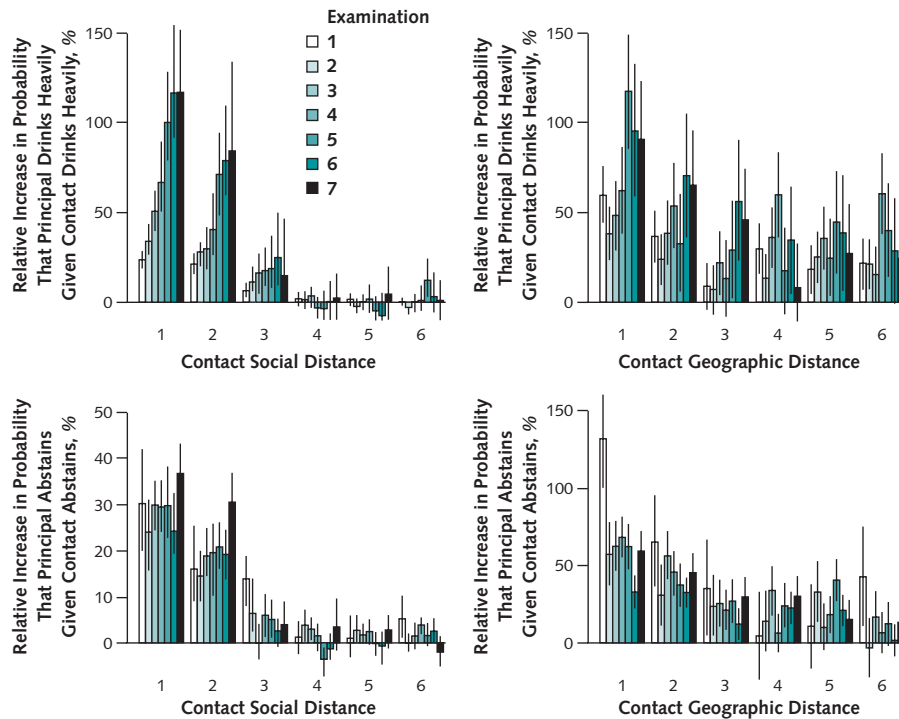 Relative Increase in Probability
That Principal Drinks Heavily
Given Contact Drinks Heavily, %
150
100
50
0
1 2 3 4 5 6
Contact Social Distance
Examination
1
2
3
4
5
6
7
Relative Increase in Probability
That Principal Drinks Heavily
Given Contact Drinks Heavily, %
150
100
50
0
1 2 3 4 5 6
Contact Geographic Distance
Relative Increase in Probability
That Principal Abstains
Given Contact Abstains, %
50
40
30
20
10
0
1 2 3 4 5 6
Contact Social Distance
Relative Increase in Probability
That Principal Abstains
Given Contact Abstains, %
150
100
50
0
1 2 3 4 5 6
Contact Geographic Distance